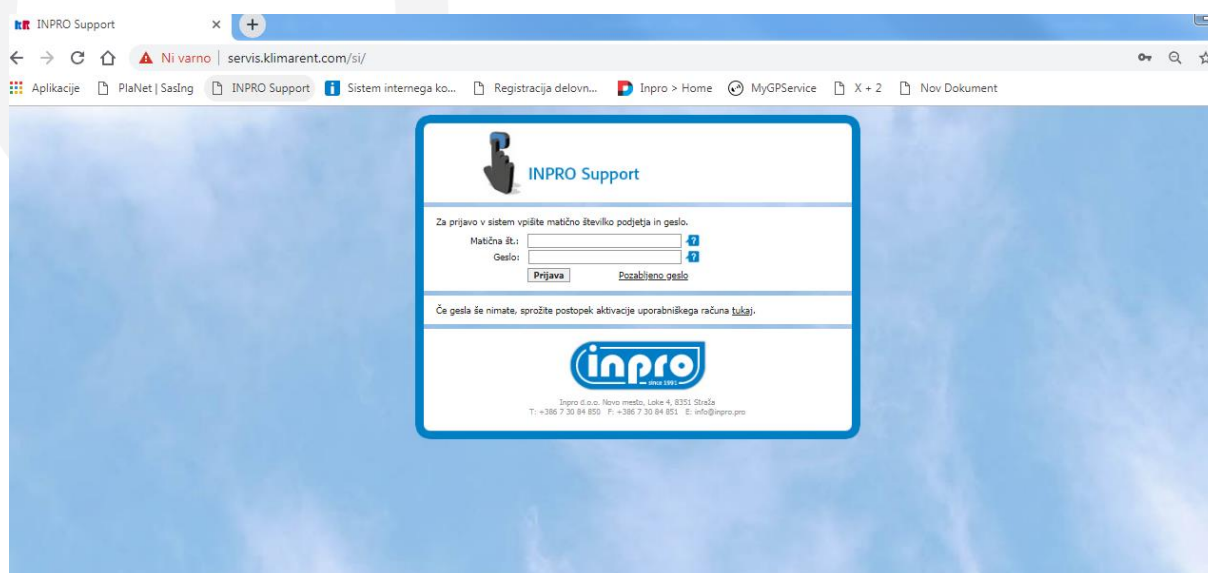 INPRO Support
Ni varno | servis.klimarent.com/si/
Aplikacije PlaNet | SasIng INPRO Support Sistem internega ko... Registracija delovn... Inpro > Home MyGPService X + 2 Nov Dokument
INPRO Support
Za prijavo v sistem vpišite matično številko podjetja in geslo.
Matična št.:
Geslo:
Prijava Pozabljeno geslo
Če gesla še nimate, sprožite postopek aktivacije uporabniškega računa tukaj.
inpro
since 1991
Inpro d.o.o. Novo mesto, Loke 4, 8351 Straža
T: +386 7 30 84 850 F: +386 7 30 84 851 E: info@inpro.pro